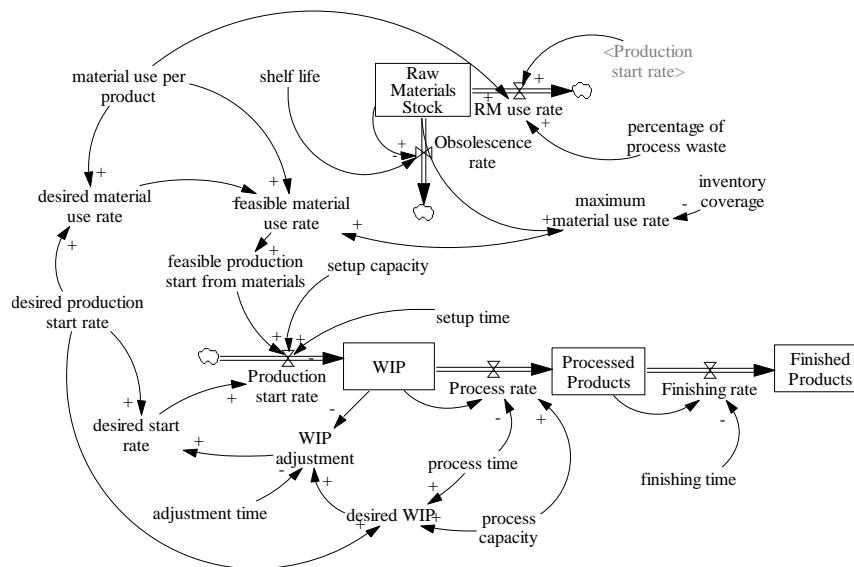 <Production
start rate>
material use per
product
shelf life
Raw
Materials
Stock
+
+
RM use rate
+
percentage of
process waste
+
-
Obsolescence
rate
+
desired material
use rate
+
+
feasible material
use rate
+
maximum
material use rate
+
-
inventory
coverage
+
+
feasible production
start from materials
setup capacity
desired production
start rate
setup time
+
+
-
Production
start rate
WIP
Process rate
Processed
Products
Finishing rate
Finished
Products
+
+
desired start
rate
+
-
WIP
adjustment
-
+
-
process time
-
finishing time
-
adjustment time
+
+
desired WIP
+
+
+
process
capacity